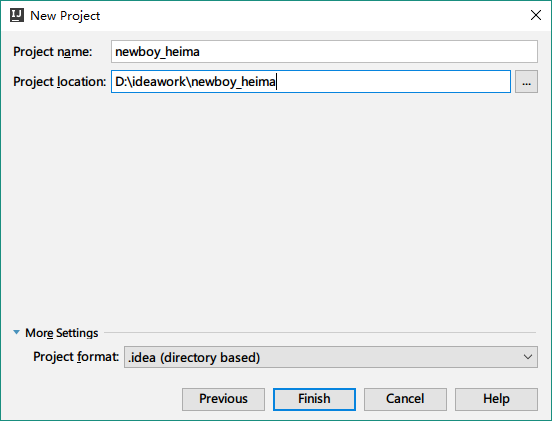 IJ New Project
Project name: newboy_heima
Project location: D:\ideawork\newboy_heima ...
More Settings
Project format: .idea (directory based)
Previous Finish Cancel Help